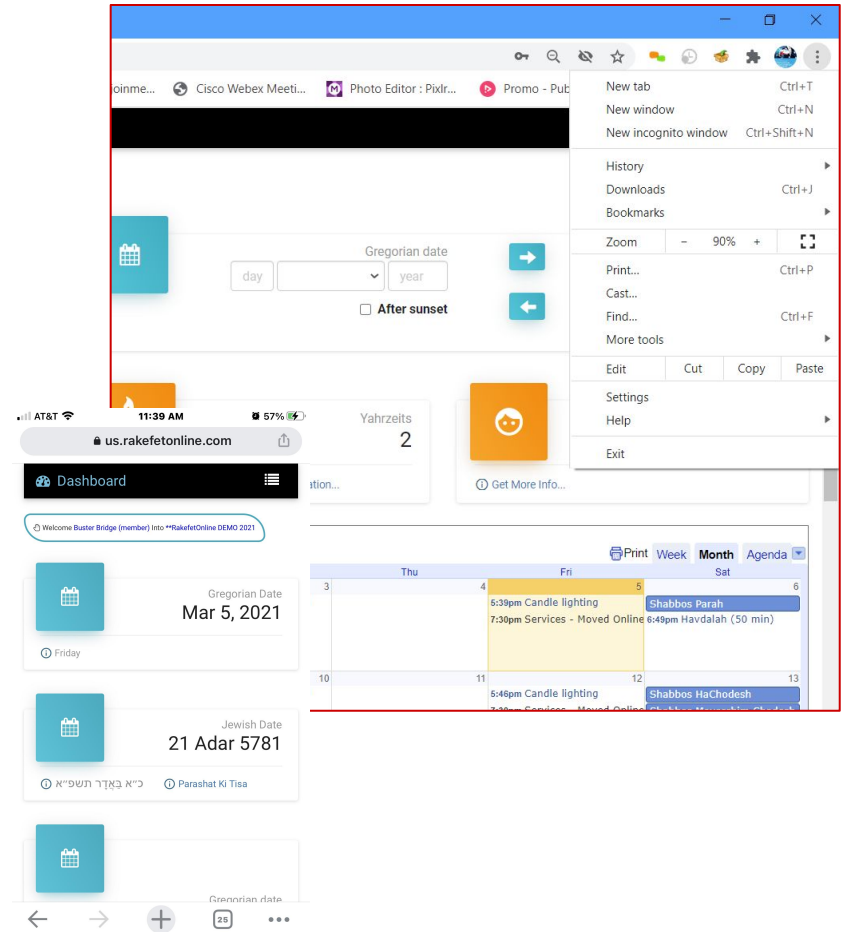 oinme...
Cisco Webex Meeti...
Photo Editor : Pixlr...
Promo - Pub
New tab Ctrl+T
New window Ctrl+N
New incognito window Ctrl+Shift+N
History
Downloads Ctrl+J
Bookmarks
Zoom - 90% +
Print... Ctrl+P
Cast...
Find... Ctrl+F
More tools
Edit Cut Copy Paste
Settings
Help
Exit
Gregorian date
day year
After sunset
Yahrzeits
2
ation...
Get More Info...
Print Week Month Agenda
Thu Fri Sat
3 4 5 6
5:39pm Candle lighting
7:30pm Services - Moved Online
Shabbos Parah
6:49pm Havdalah (50 min)
10 11 12 13
5:46pm Candle lighting
7:30pm Services - Moved Online
Shabbos HaChodesh
AT&T 11:39 AM 57%
us.rakefetonline.com
Dashboard
Welcome Buster Bridge (member) Into **RakefetOnline DEMO 2021
Gregorian Date
Mar 5, 2021
Friday
Jewish Date
21 Adar 5781
כ״א בַּאֲדָר תשפ״א Parashat Ki Tisa
Gregorian date
25